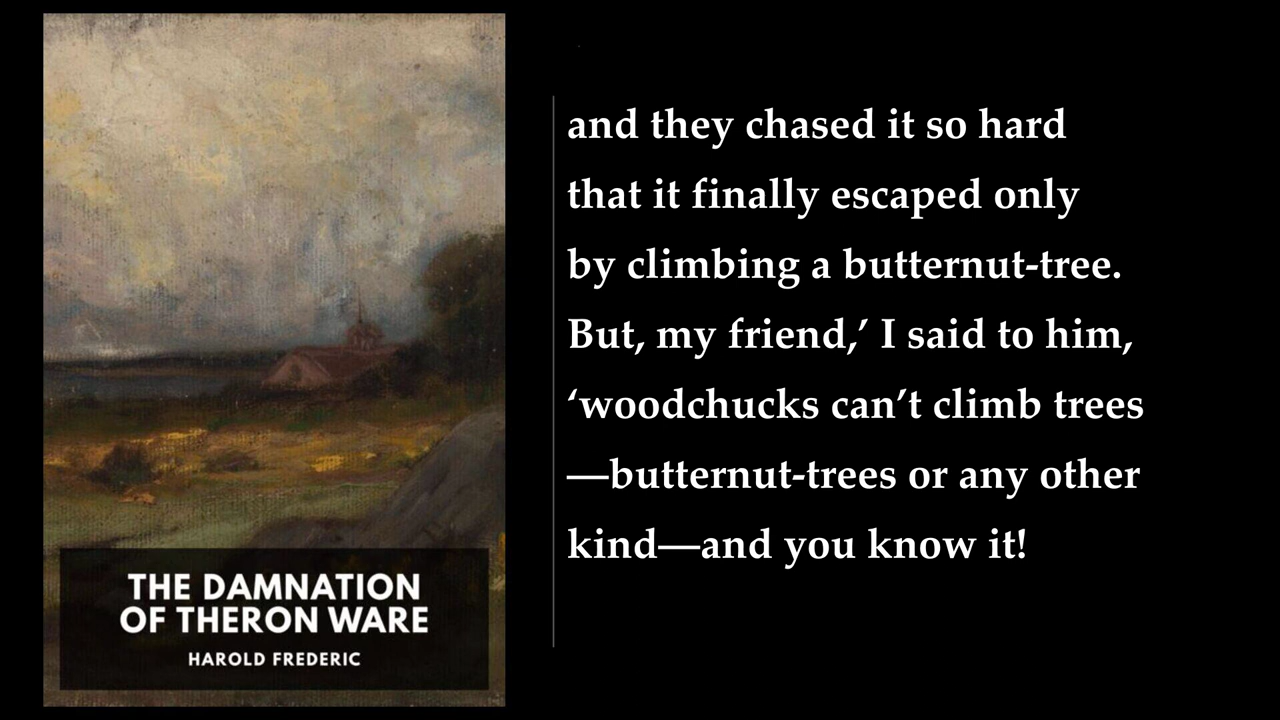 THE DAMNATION
OF THERON WARE
HAROLD FREDERIC
and they chased it so hard
that it finally escaped only
by climbing a butternut-tree.
But, my friend,’ I said to him,
‘woodchucks can’t climb trees
—butternut-trees or any other
kind—and you know it!